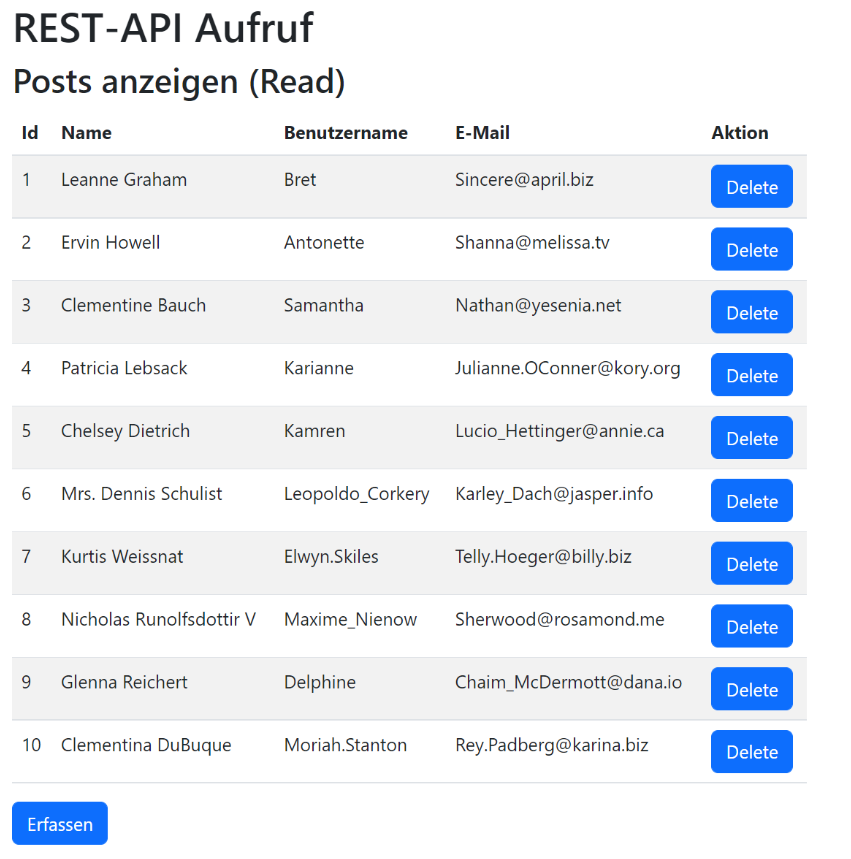 REST-API Aufruf
Posts anzeigen (Read)
Id Name Benutzername E-Mail Aktion
1 Leanne Graham Bret Sincere@april.biz Delete
2 Ervin Howell Antonette Shanna@melissa.tv Delete
3 Clementine Bauch Samantha Nathan@yesenia.net Delete
4 Patricia Lebsack Karianne Julianne.OConner@kory.org Delete
5 Chelsey Dietrich Kamren Lucio_Hettinger@annie.ca Delete
6 Mrs. Dennis Schulist Leopoldo_Corkery Karley_Dach@jasper.info Delete
7 Kurtis Weissnat Elwyn.Skiles Telly.Hoeger@billy.biz Delete
8 Nicholas Runolfsdottir V Maxime_Nienow Sherwood@rosamond.me Delete
9 Glenna Reichert Delphine Chaim_McDermott@dana.io Delete
10 Clementina DuBuque Moriah.Stanton Rey.Padberg@karina.biz Delete
Erfassen